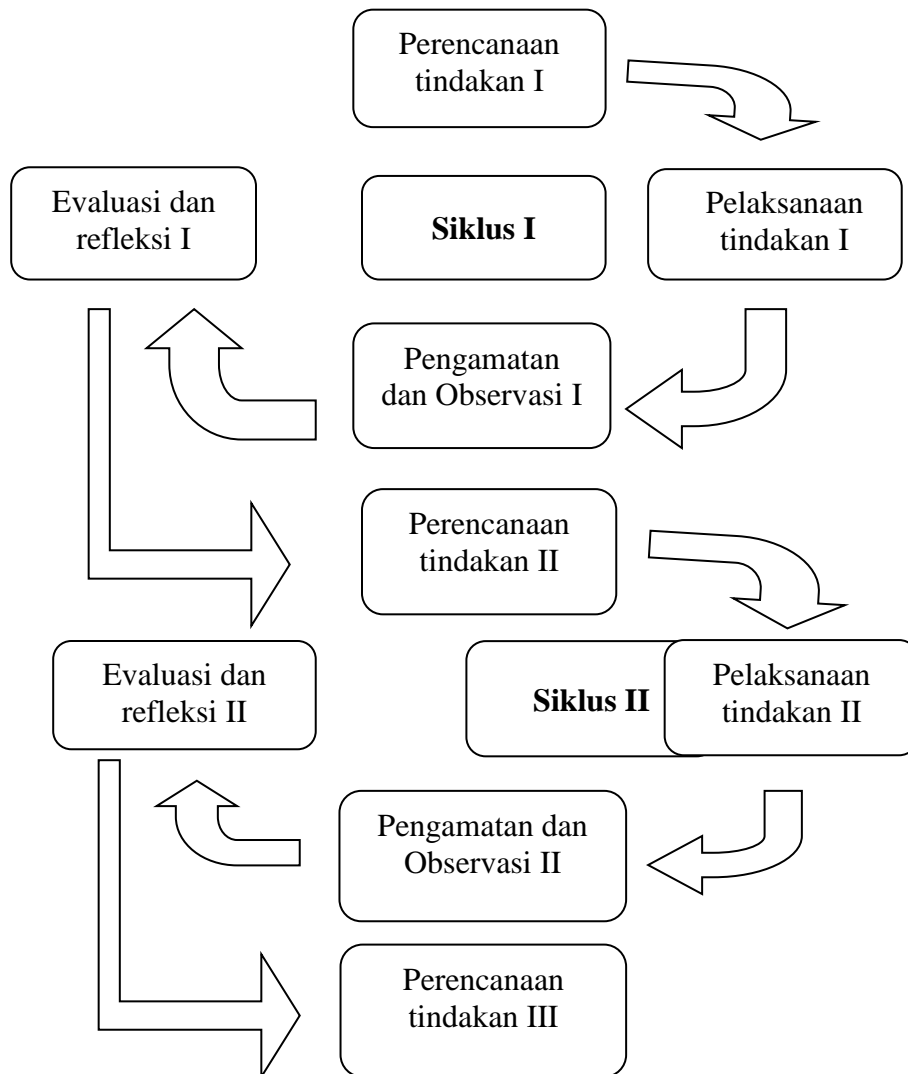 Perencanaan
tindakan I
Evaluasi dan
refleksi I
Siklus I
Pelaksanaan
tindakan I
Pengamatan
dan Observasi I
Perencanaan
tindakan II
Evaluasi dan
refleksi II
Siklus II
Pelaksanaan
tindakan II
Pengamatan dan
Observasi II
Perencanaan
tindakan III